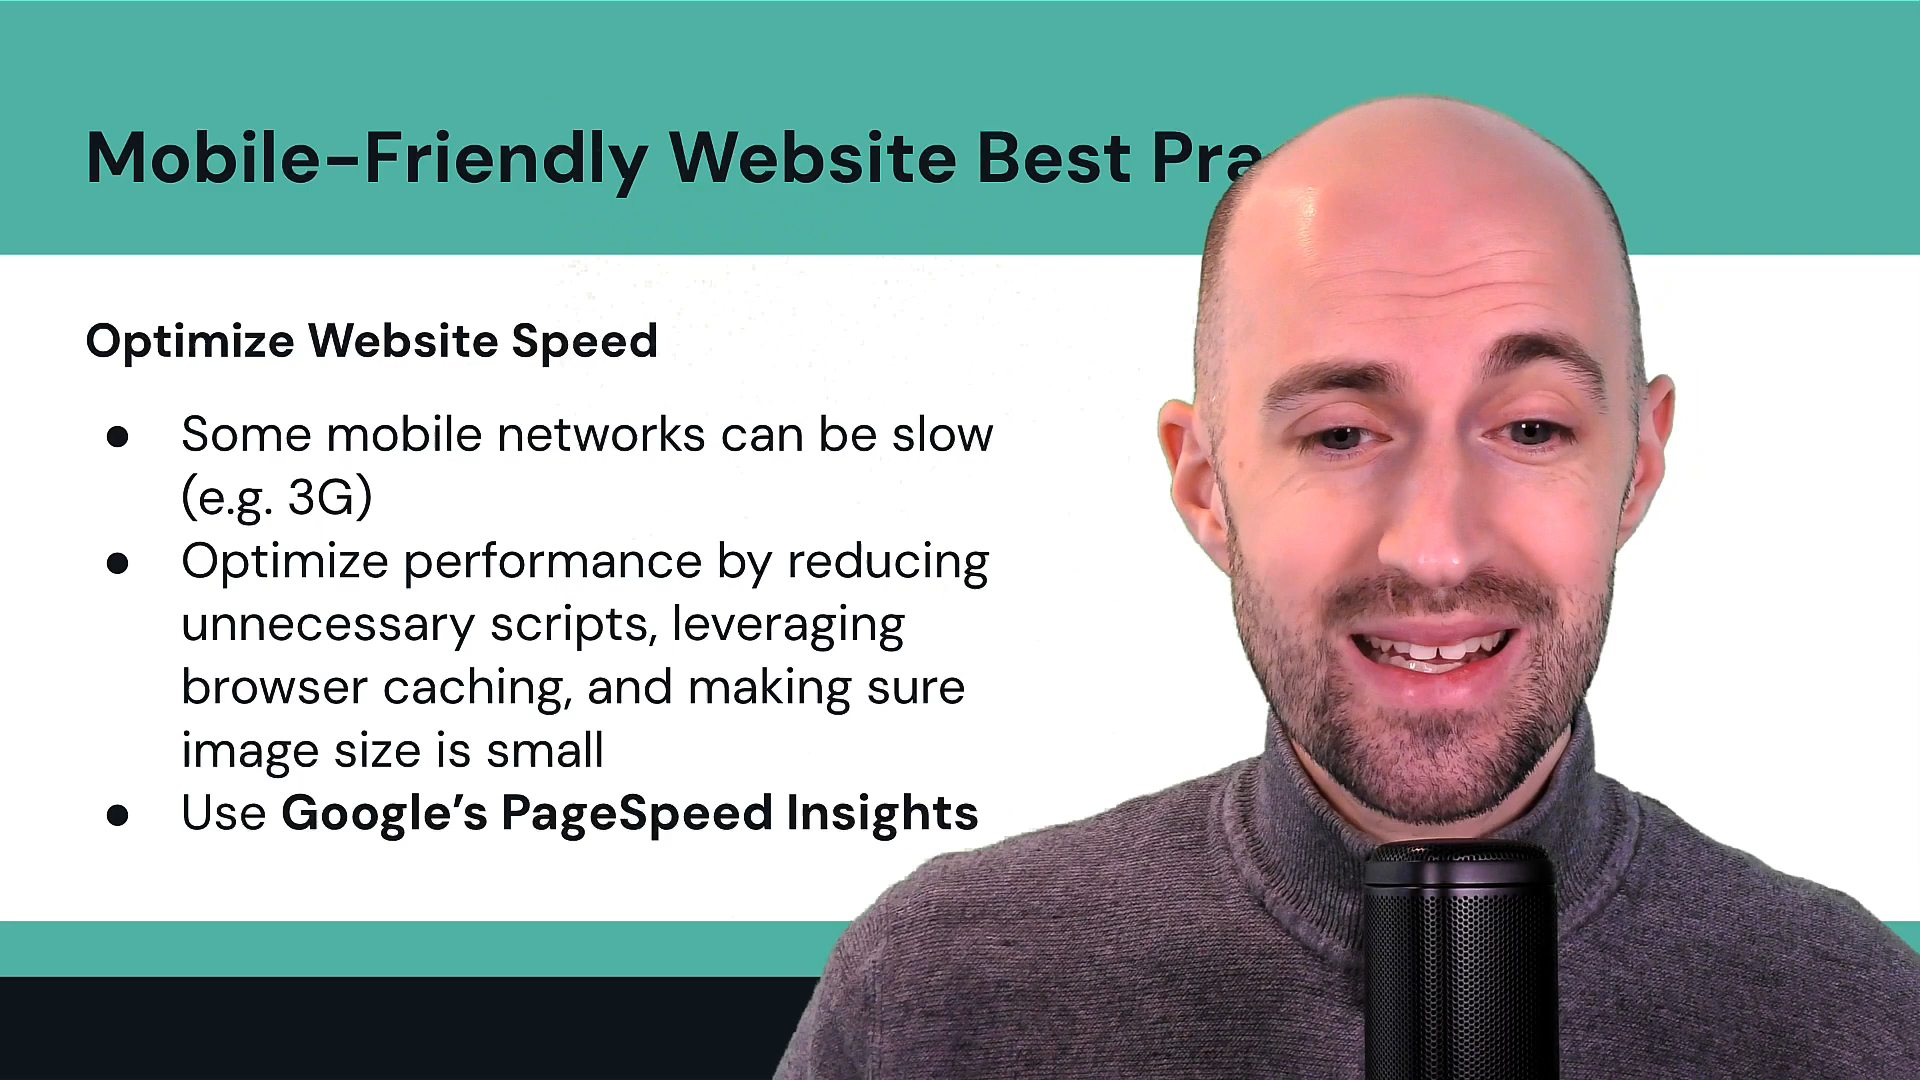 Mobile-Friendly Website Best Pra
Optimize Website Speed
● Some mobile networks can be slow
(e.g. 3G)
● Optimize performance by reducing
unnecessary scripts, leveraging
browser caching, and making sure
image size is small
● Use Google’s PageSpeed Insights